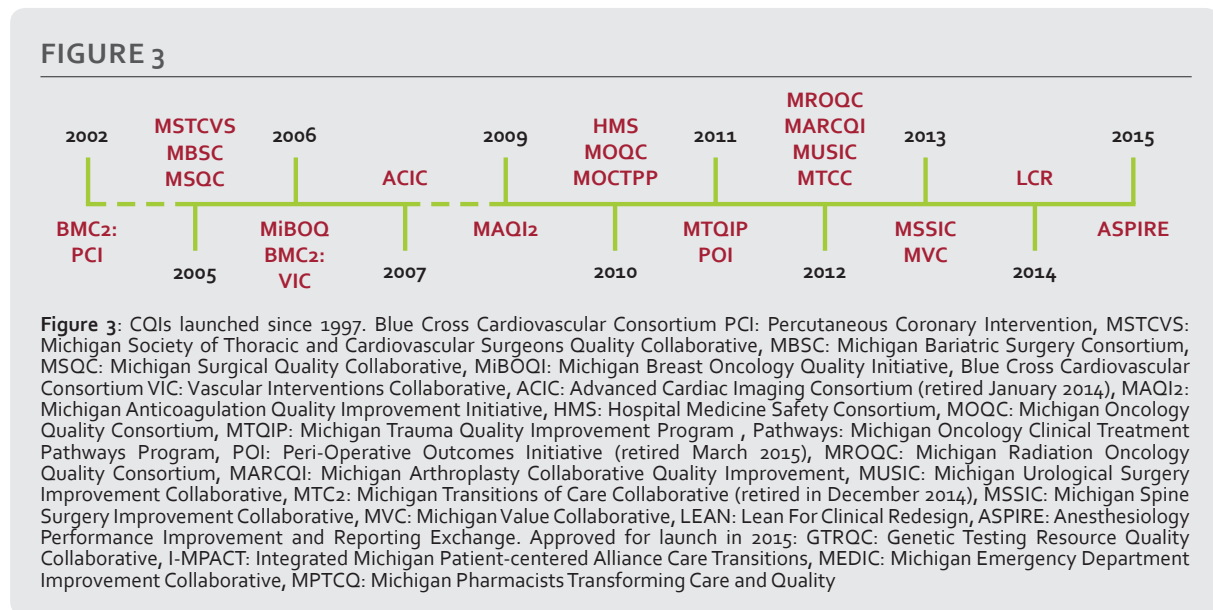 FIGURE 3
MROQC
MSTCVS HMS MARCQI
2002 2006 2009 2011 2013 2015
MBSC MOQC MUSIC
MSQC ACIC MOCTPP MTCC LCR
BMC2: MiBOQ MAQI2 MTQIP MSSIC ASPIRE
PCI BMC2: POI MVC
2005 VIC 2007 2010 2012 2014
Figure 3: CQIs launched since 1997. Blue Cross Cardiovascular Consortium PCI: Percutaneous Coronary Intervention, MSTCVS:
Michigan Society of Thoracic and Cardiovascular Surgeons Quality Collaborative, MBSC: Michigan Bariatric Surgery Consortium,
MSQC: Michigan Surgical Quality Collaborative, MiBOQI: Michigan Breast Oncology Quality Initiative, Blue Cross Cardiovascular
Consortium VIC: Vascular Interventions Collaborative, ACIC: Advanced Cardiac Imaging Consortium (retired January 2014), MAQI2:
Michigan Anticoagulation Quality Improvement Initiative, HMS: Hospital Medicine Safety Consortium, MOQC: Michigan Oncology
Quality Consortium, MTQIP: Michigan Trauma Quality Improvement Program , Pathways: Michigan Oncology Clinical Treatment
Pathways Program, POI: Peri-Operative Outcomes Initiative (retired March 2015), MROQC: Michigan Radiation Oncology
Quality Consortium, MARCQI: Michigan Arthroplasty Collaborative Quality Improvement, MUSIC: Michigan Urological Surgery
Improvement Collaborative, MTC2: Michigan Transitions of Care Collaborative (retired in December 2014), MSSIC: Michigan Spine
Surgery Improvement Collaborative, MVC: Michigan Value Collaborative, LEAN: Lean For Clinical Redesign, ASPIRE: Anesthesiology
Performance Improvement and Reporting Exchange. Approved for launch in 2015: GTRQC: Genetic Testing Resource Quality
Collaborative, I-MPACT: Integrated Michigan Patient-centered Alliance Care Transitions, MEDIC: Michigan Emergency Department
Improvement Collaborative, MPTCQ: Michigan Pharmacists Transforming Care and Quality